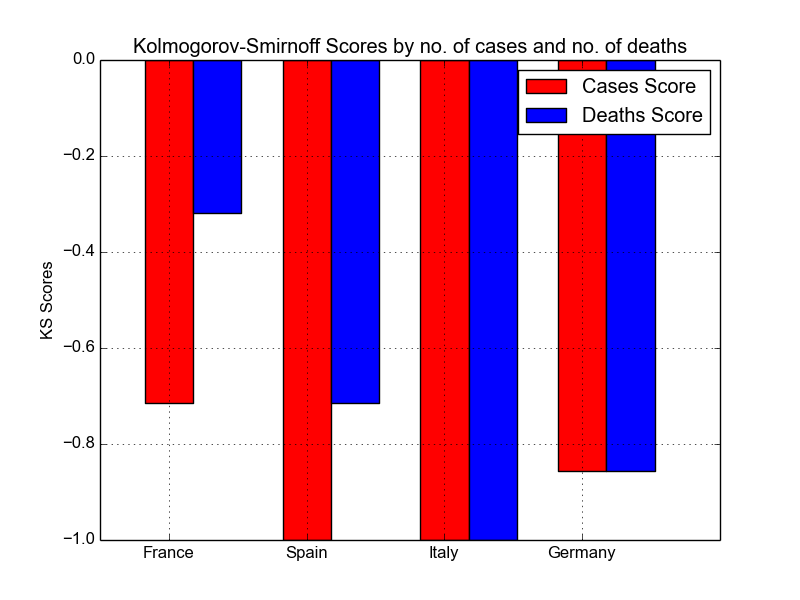 Kolmogorov-Smirnoff Scores by no. of cases and no. of deaths
Cases Score
Deaths Score
KS Scores
0.0
−0.2
−0.4
−0.6
−0.8
−1.0
France Spain Italy Germany